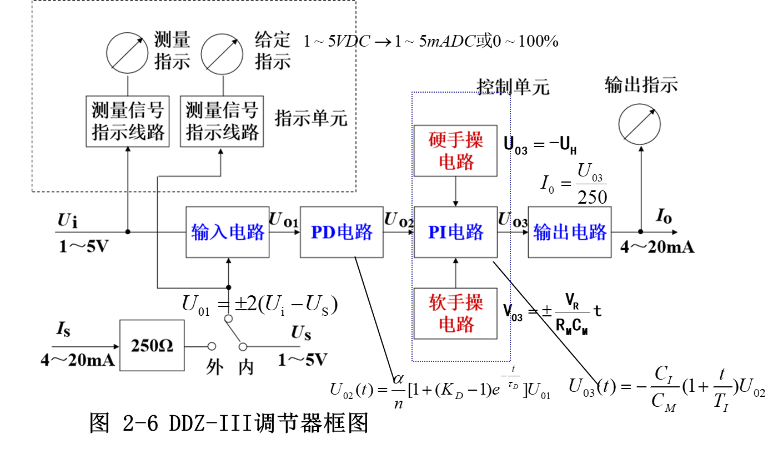 测量
指示
给定
指示
1~5VDC→1~5mADC或0~100%
控制单元
输出指示
测量信号
指示线路
测量信号
指示线路
指示单元
硬手操
电路
U03=-UH
I0=U03/250
Ui
1～5V
输入电路
Uo1
PD电路
Uo2
PI电路
Uo3
输出电路
Io
4～20mA
U01=±2(Ui-US)
软手操
电路
V03=±VR/(RMCM) t
Is
4～20mA
250Ω
外
内
Us
1～5V
U02(t)=α/n[1+(KD-1)e^(-t/τD)]U01
U03(t)=-CI/CM(1+t/TI)U02
图 2-6 DDZ-III调节器框图